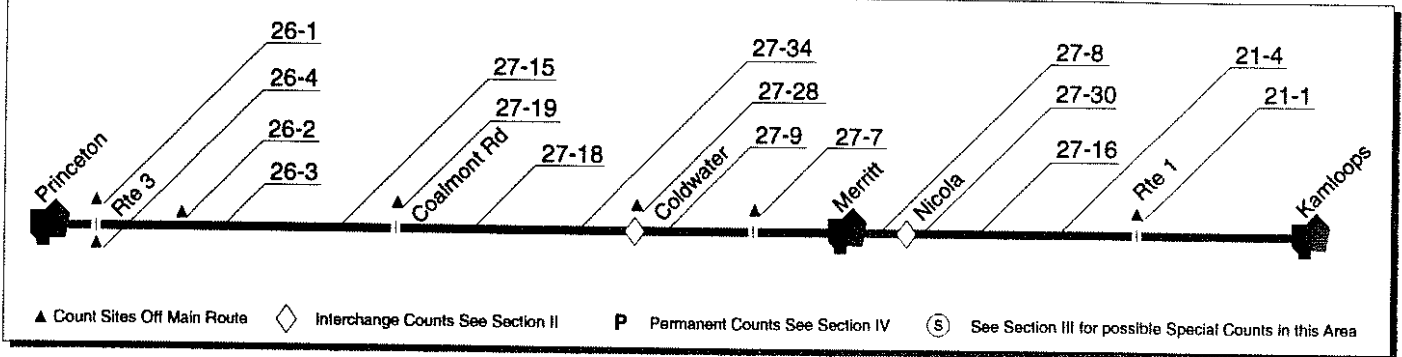 26-1
26-4
26-2
26-3
27-15
27-19
27-18
27-34
27-28
27-9
27-7
27-8
27-30
27-16
21-4
21-1
Princeton
Rte 3
Coalmont Rd
Coldwater
Merritt
Nicola
Rte 1
Kamloops
Count Sites Off Main Route
Interchange Counts See Section II
P Permanent Counts See Section IV
S See Section III for possible Special Counts in this Area